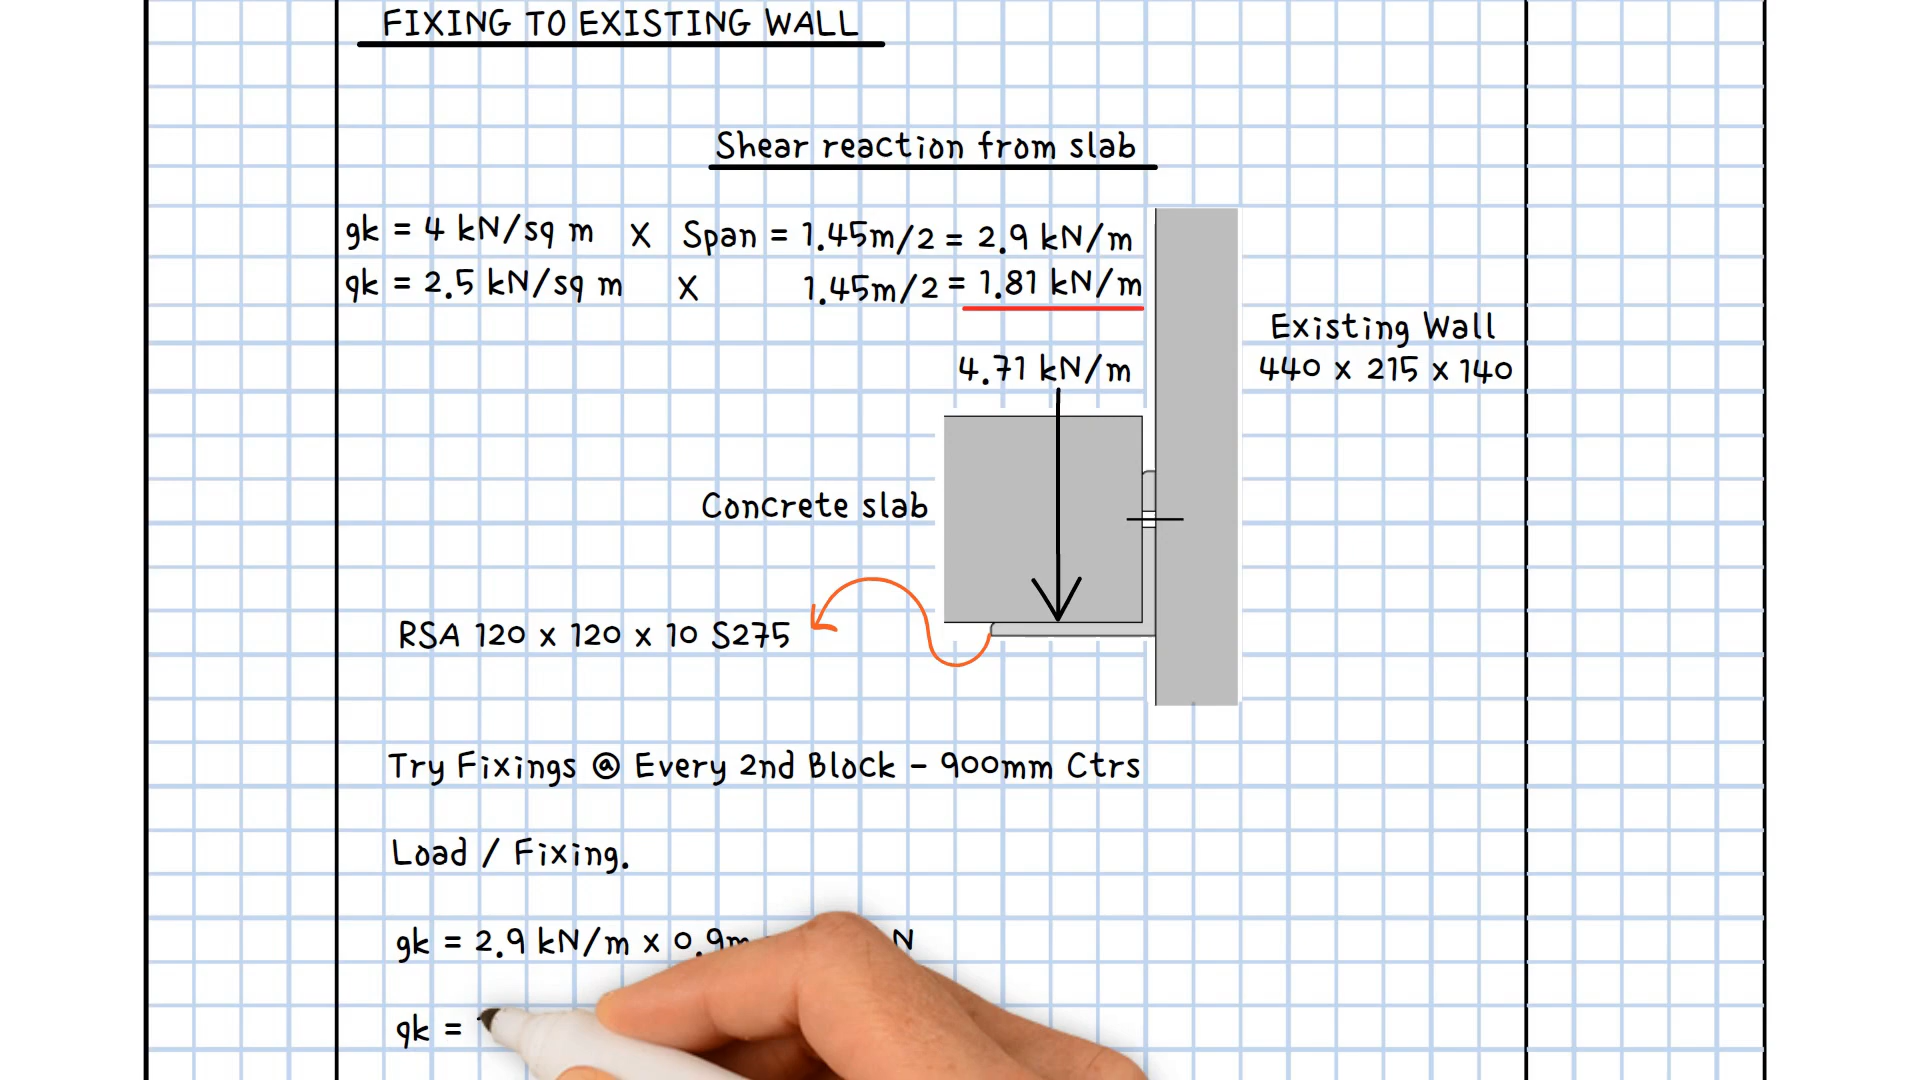 FIXING TO EXISTING WALL
Shear reaction from slab
gk = 4 kN/sq m x Span = 1.45m/2 = 2.9 kN/m
qk = 2.5 kN/sq m x 1.45m/2 = 1.81 kN/m
4.71 kN/m
Existing Wall
440 x 215 x 140
Concrete slab
RSA 120 x 120 x 10 S275
Try Fixings @ Every 2nd Block - 900mm Ctrs
Load / Fixing.
gk = 2.9 kN/m x 0.9m
qk =